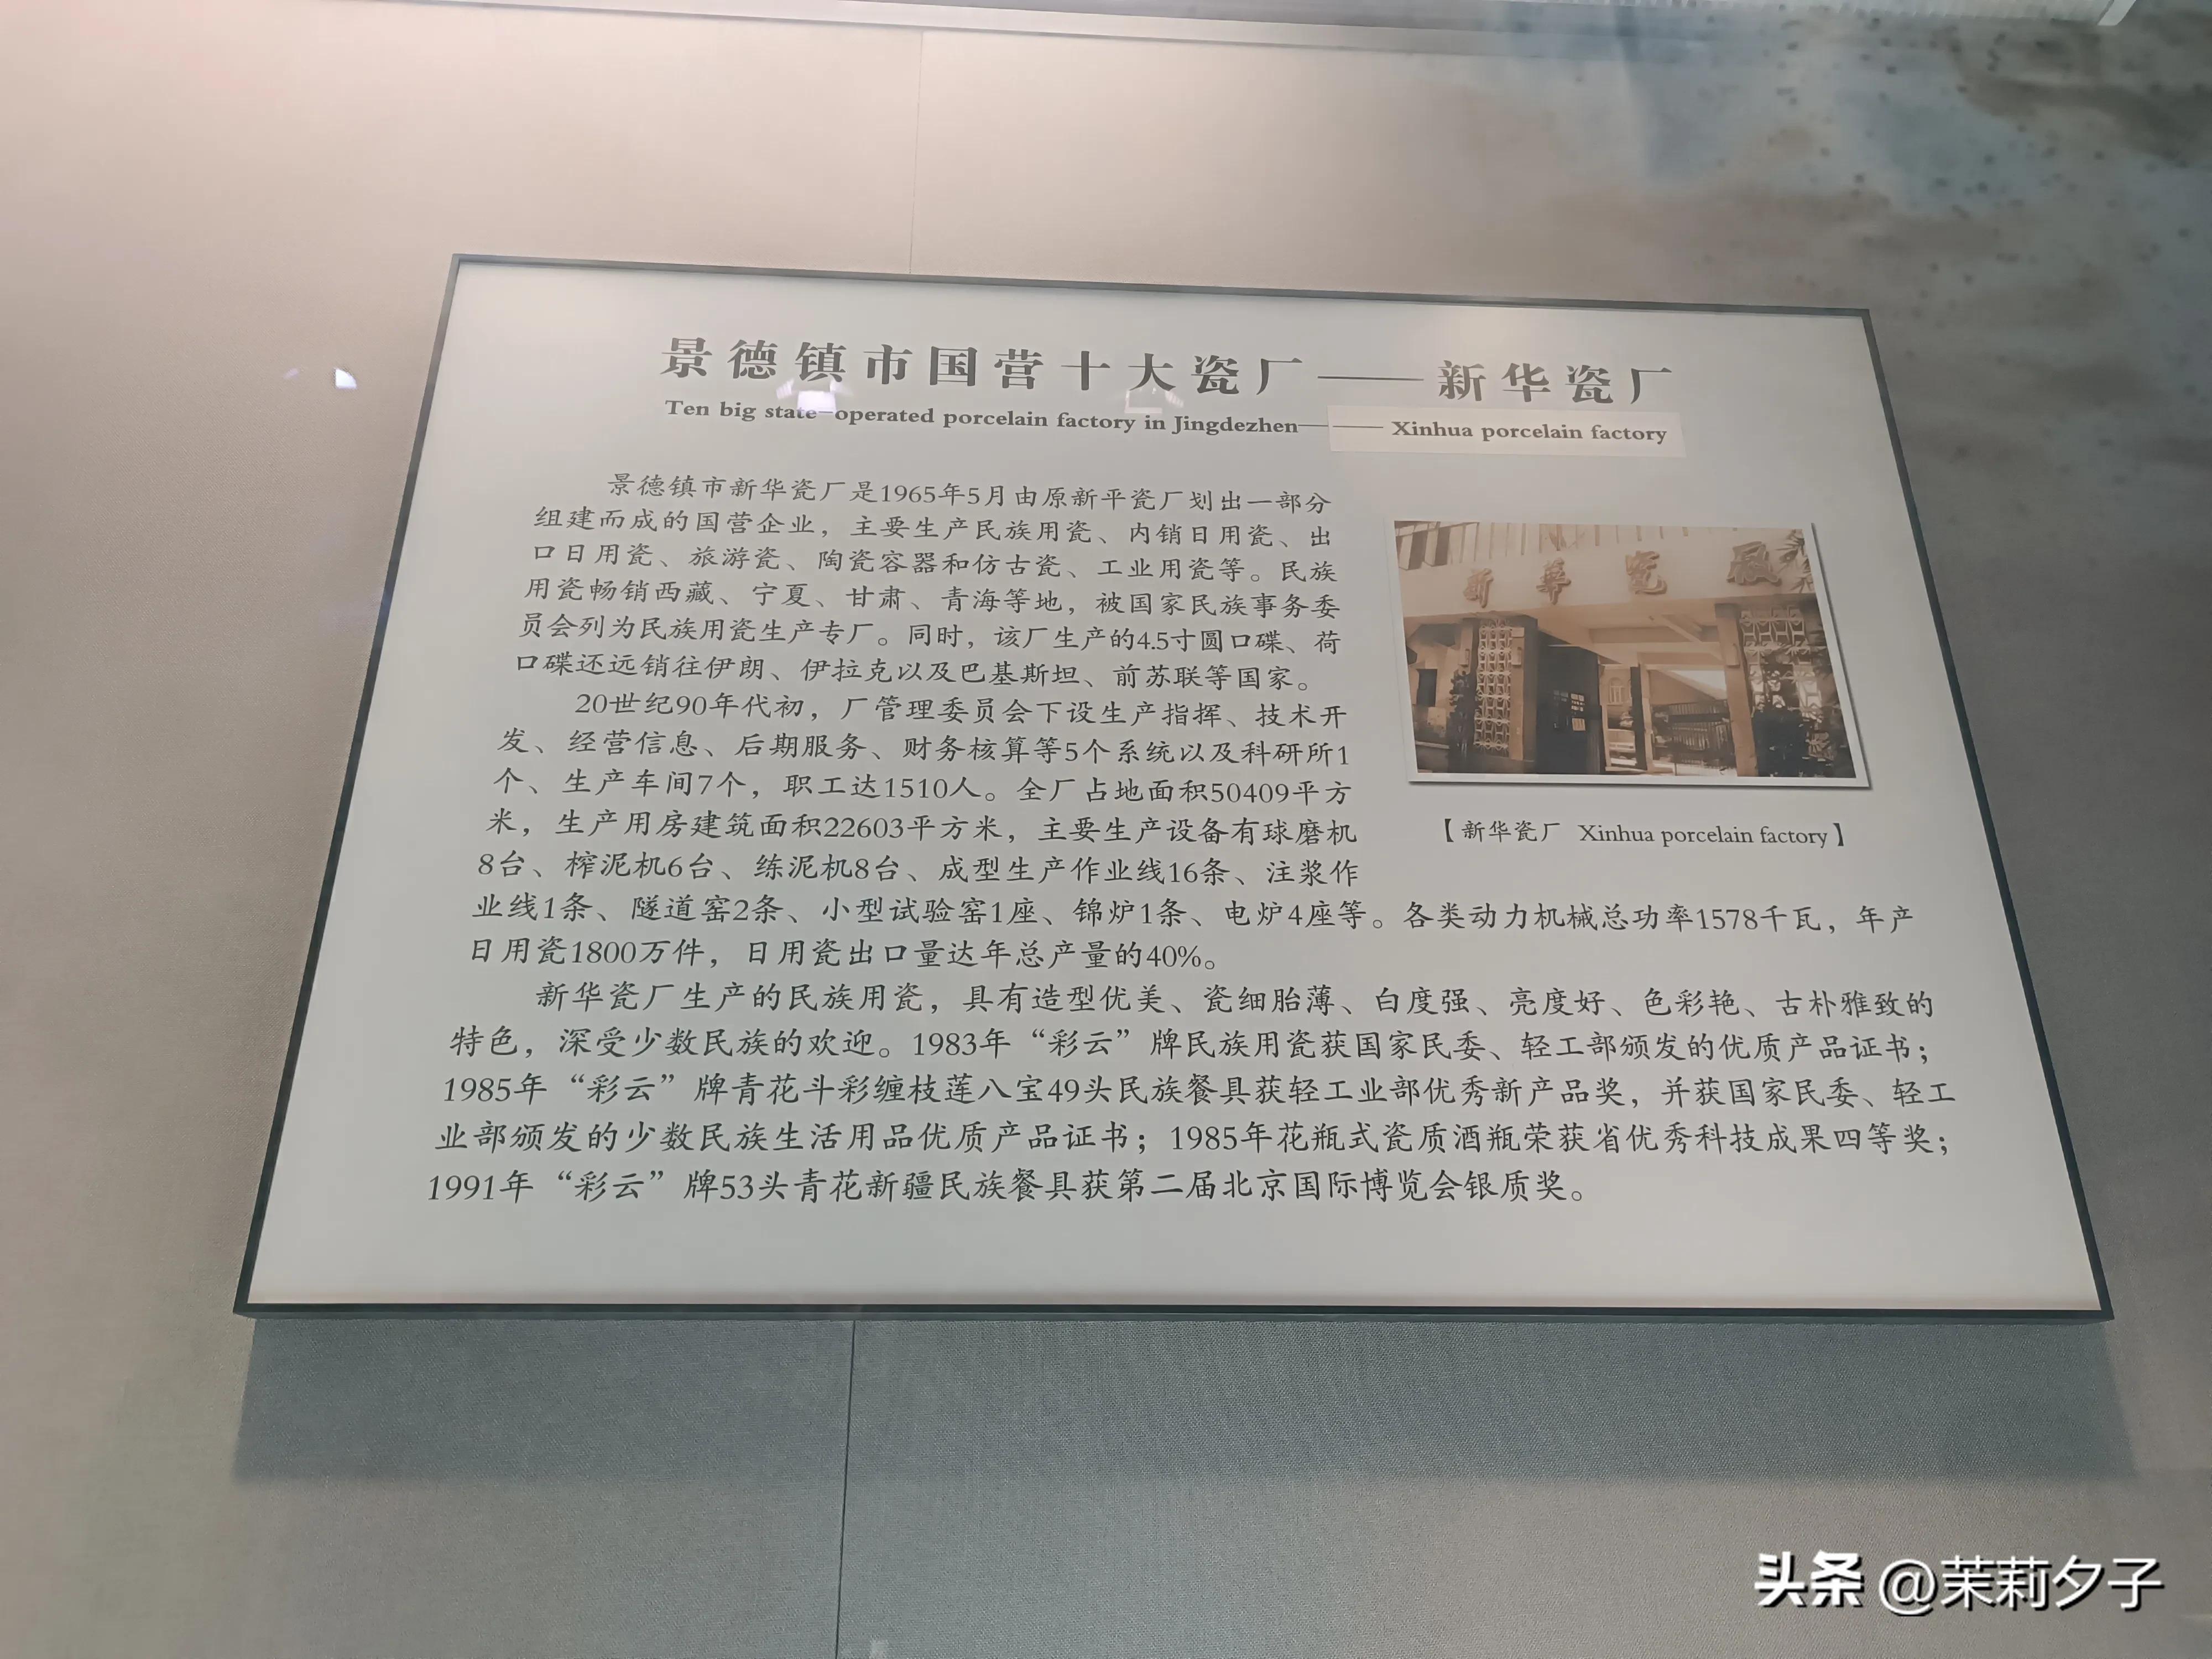 景德镇市国营十大瓷厂——新华瓷厂
Ten big state-operated porcelain factory in Jingdezhen—— Xinhua porcelain factory
景德镇市新华瓷厂是1965年5月由原新平瓷厂划出一部分
组建而成的国营企业，主要生产民族用瓷、内销日用瓷、出
口日用瓷、旅游瓷、陶瓷容器和仿古瓷、工业用瓷等。民族
用瓷畅销西藏、宁夏、甘肃、青海等地，被国家民族事务委
员会列为民族用瓷生产专厂。同时，该厂生产的4.5寸圆口碟、荷
口碟还远销往伊朗、伊拉克以及巴基斯坦、前苏联等国家。
20世纪90年代初，厂管理委员会下设生产指挥、技术开
发、经营信息、后期服务、财务核算等5个系统以及科研所1
个、生产车间7个，职工达1510人。全厂占地面积50409平方
米，生产用房建筑面积22603平方米，主要生产设备有球磨机
8台、榨泥机6台、练泥机8台、成型生产作业线16条、注浆作
业线1条、隧道窑2条、小型试验窑1座、锦炉1条、电炉4座等。各类动力机械总功率1578千瓦，年产
日用瓷1800万件，日用瓷出口量达年总产量的40%。
新华瓷厂生产的民族用瓷，具有造型优美、瓷细胎薄、白度强、亮度好、色彩艳、古朴雅致的
特色，深受少数民族的欢迎。1983年“彩云”牌民族用瓷获国家民委、轻工部颁发的优质产品证书；
1985年“彩云”牌青花斗彩缠枝莲八宝49头民族餐具获轻工业部优秀新产品奖，并获国家民委、轻工
业部颁发的少数民族生活用品优质产品证书；1985年花瓶式瓷质酒瓶荣获省优秀科技成果四等奖；
1991年“彩云”牌53头青花新疆民族餐具获第二届北京国际博览会银质奖。
新華瓷厰
【新华瓷厂 Xinhua porcelain factory】
头条 @茉莉夕子